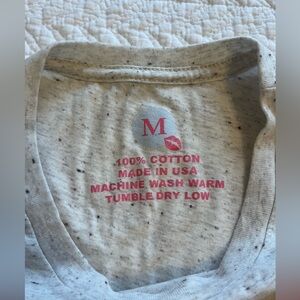 M
100% COTTON
MADE IN USA
MACHINE WASH WARM
TUMBLE DRY LOW